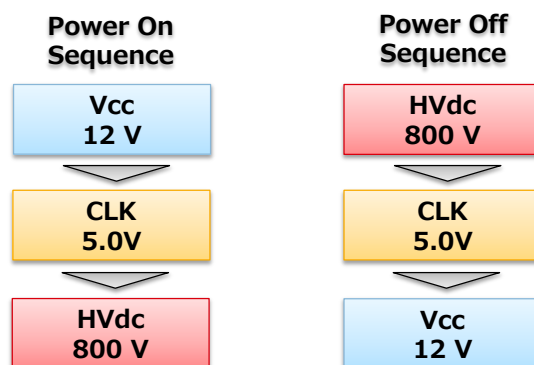 Power On
Sequence
Vcc
12 V
CLK
5.0V
HVdc
800 V
Power Off
Sequence
HVdc
800 V
CLK
5.0V
Vcc
12 V